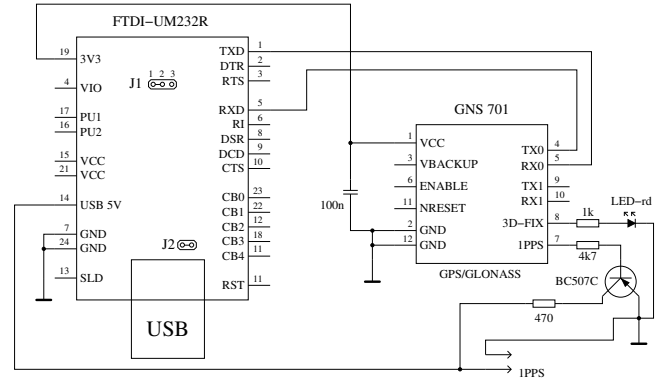 FTDI-UM232R
19 3V3
4 VIO
17 PU1
16 PU2
15 VCC
21 VCC
14 USB 5V
7 GND
24 GND
13 SLD
J1
1 2 3
J2
TXD 1
DTR 2
RTS 3
RXD 5
RI 6
DSR 8
DCD 9
CTS 10
CB0 23
CB1 22
CB2 12
CB3 18
CB4 11
RST 11
USB
100n
GNS 701
1 VCC
3 VBACKUP
6 ENABLE
11 NRESET
2 GND
12 GND
TX0 4
RX0 5
TX1 9
RX1 10
3D-FIX 8
1PPS 7
GPS/GLONASS
LED-rd
1k
4k7
BC507C
470
1PPS